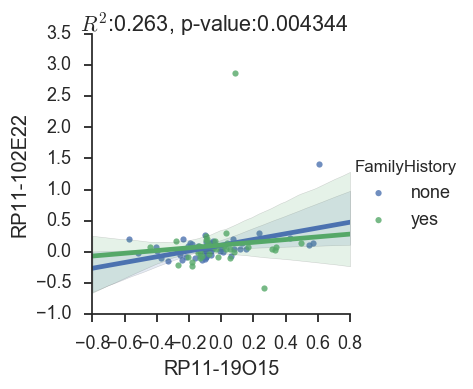 R²:0.263, p-value:0.004344
3.5
3.0
2.5
2.0
1.5
1.0
0.5
0.0
−0.5
−1.0
RP11-102E22
FamilyHistory
none
yes
−0.8 −0.6 −0.4 −0.2 0.0 0.2 0.4 0.6 0.8
RP11-19O15